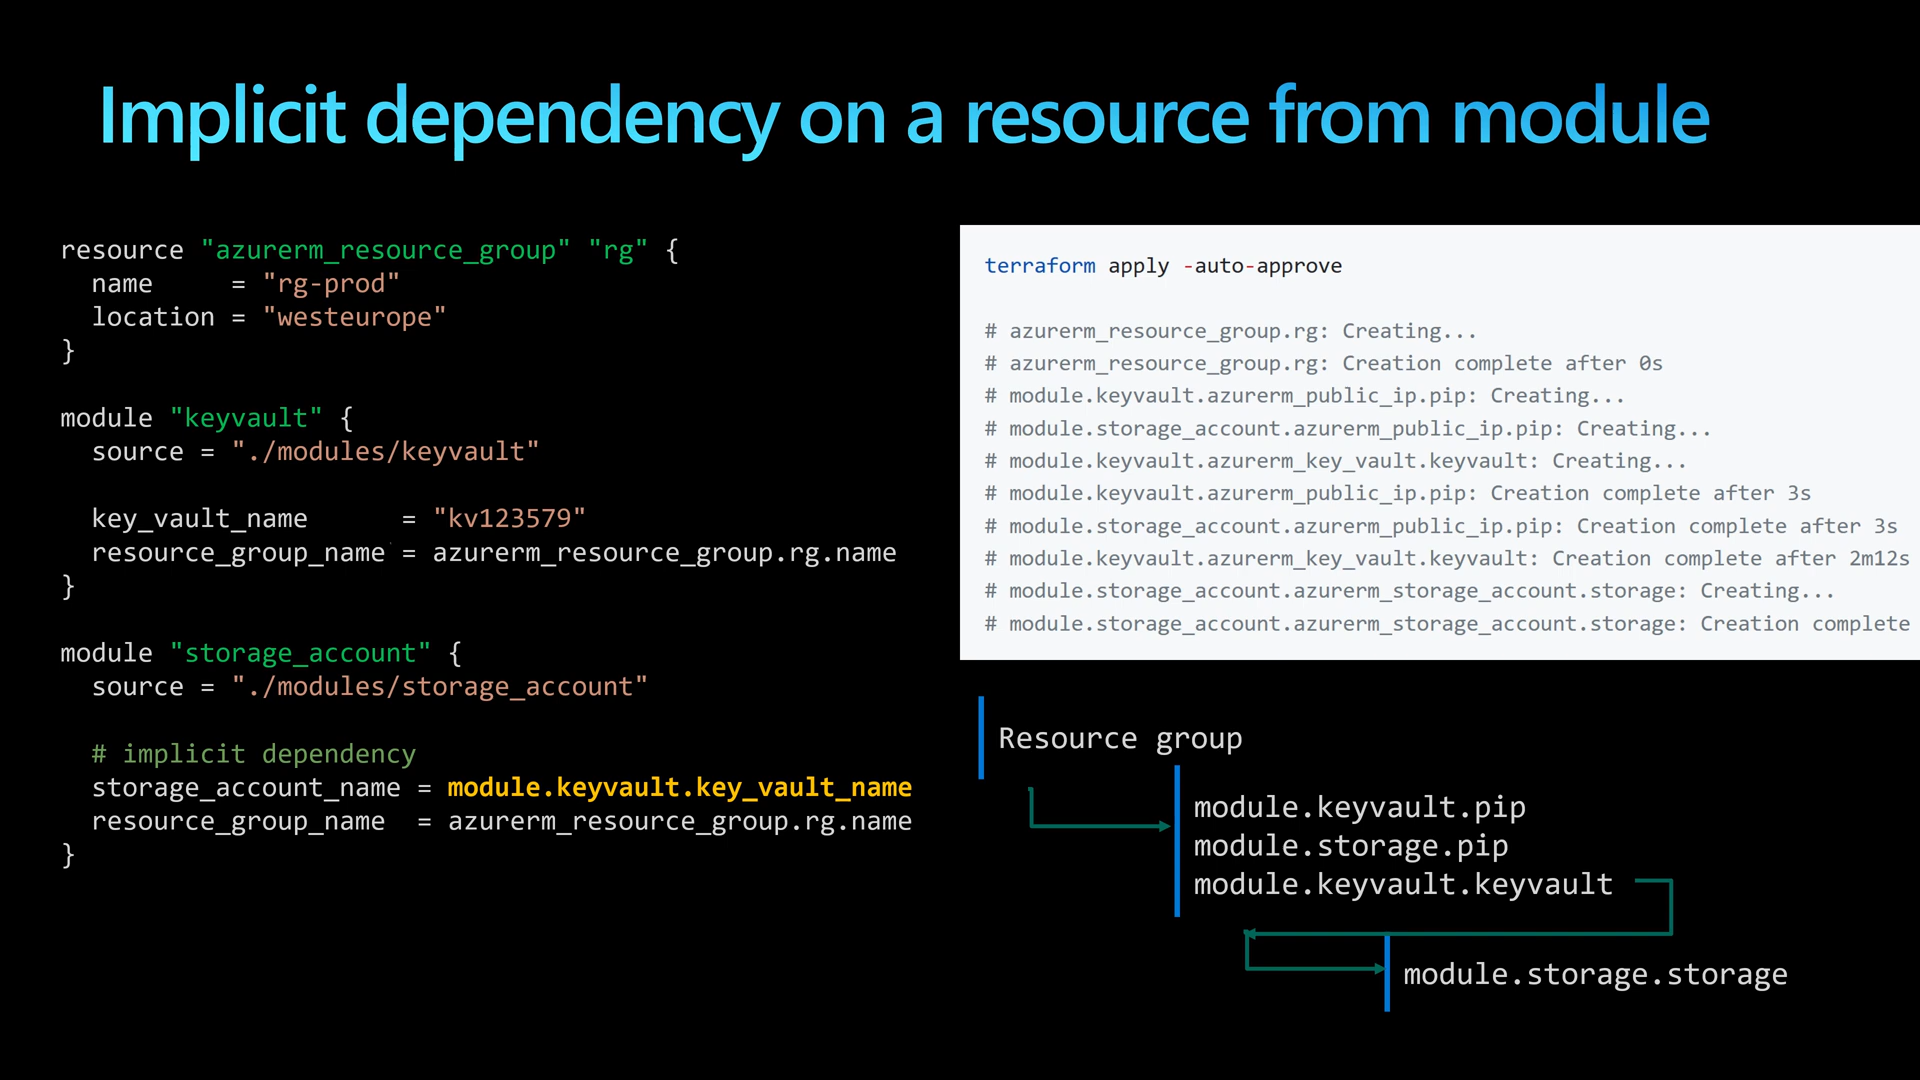 Implicit dependency on a resource from module
resource "azurerm_resource_group" "rg" {
  name     = "rg-prod"
  location = "westeurope"
}
module "keyvault" {
  source = "./modules/keyvault"
  key_vault_name      = "kv123579"
  resource_group_name = azurerm_resource_group.rg.name
}
module "storage_account" {
  source = "./modules/storage_account"
  # implicit dependency
  storage_account_name = module.keyvault.key_vault_name
  resource_group_name  = azurerm_resource_group.rg.name
}
terraform apply -auto-approve
# azurerm_resource_group.rg: Creating...
# azurerm_resource_group.rg: Creation complete after 0s
# module.keyvault.azurerm_public_ip.pip: Creating...
# module.storage_account.azurerm_public_ip.pip: Creating...
# module.keyvault.azurerm_key_vault.keyvault: Creating...
# module.keyvault.azurerm_public_ip.pip: Creation complete after 3s
# module.storage_account.azurerm_public_ip.pip: Creation complete after 3s
# module.keyvault.azurerm_key_vault.keyvault: Creation complete after 2m12s
# module.storage_account.azurerm_storage_account.storage: Creating...
# module.storage_account.azurerm_storage_account.storage: Creation complete
Resource group
module.keyvault.pip
module.storage.pip
module.keyvault.keyvault
module.storage.storage